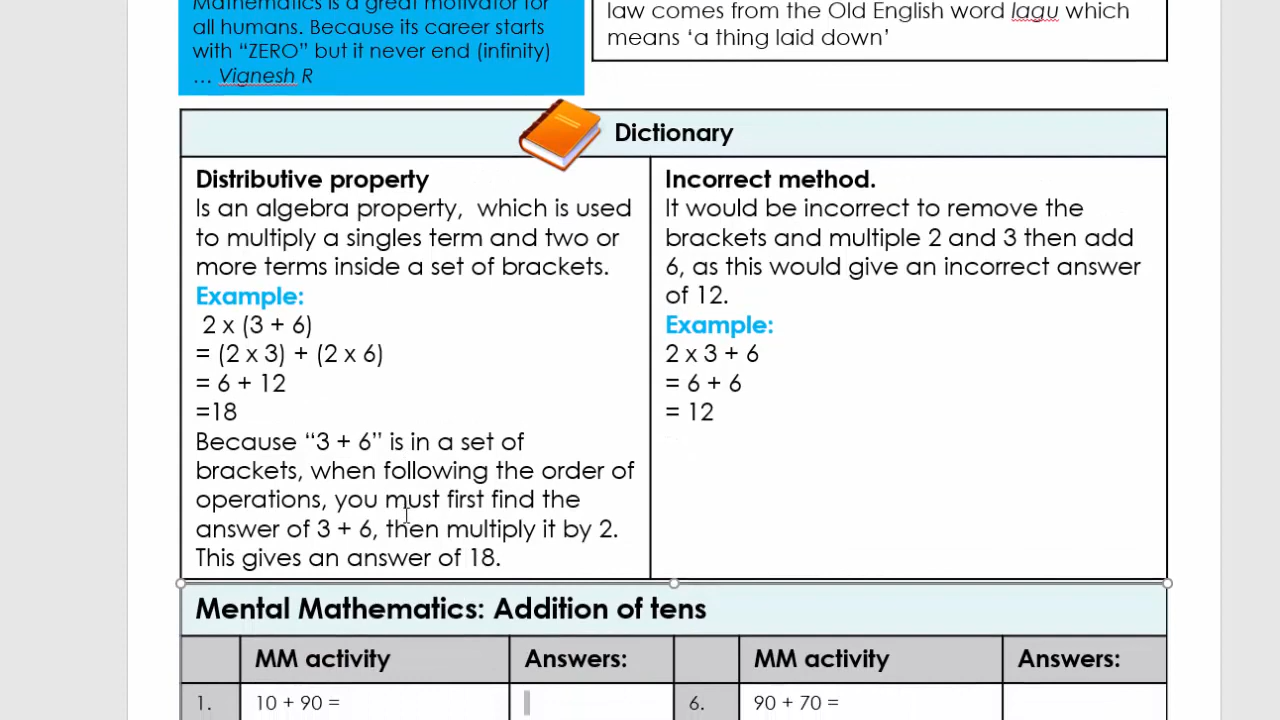 Mathematics is a great motivator for
all humans. Because its career starts
with “ZERO” but it never end (infinity)
… Vignesh R
law comes from the Old English word lagu which
means ‘a thing laid down’
Dictionary
Distributive property
Is an algebra property,  which is used
to multiply a singles term and two or
more terms inside a set of brackets.
Example:
2 x (3 + 6)
= (2 x 3) + (2 x 6)
= 6 + 12
=18
Because “3 + 6” is in a set of
brackets, when following the order of
operations, you must first find the
answer of 3 + 6, then multiply it by 2.
This gives an answer of 18.
Incorrect method.
It would be incorrect to remove the
brackets and multiple 2 and 3 then add
6, as this would give an incorrect answer
of 12.
Example:
2 x 3 + 6
= 6 + 6
= 12
Mental Mathematics: Addition of tens
MM activity Answers: MM activity Answers:
1. 10 + 90 = 6. 90 + 70 =